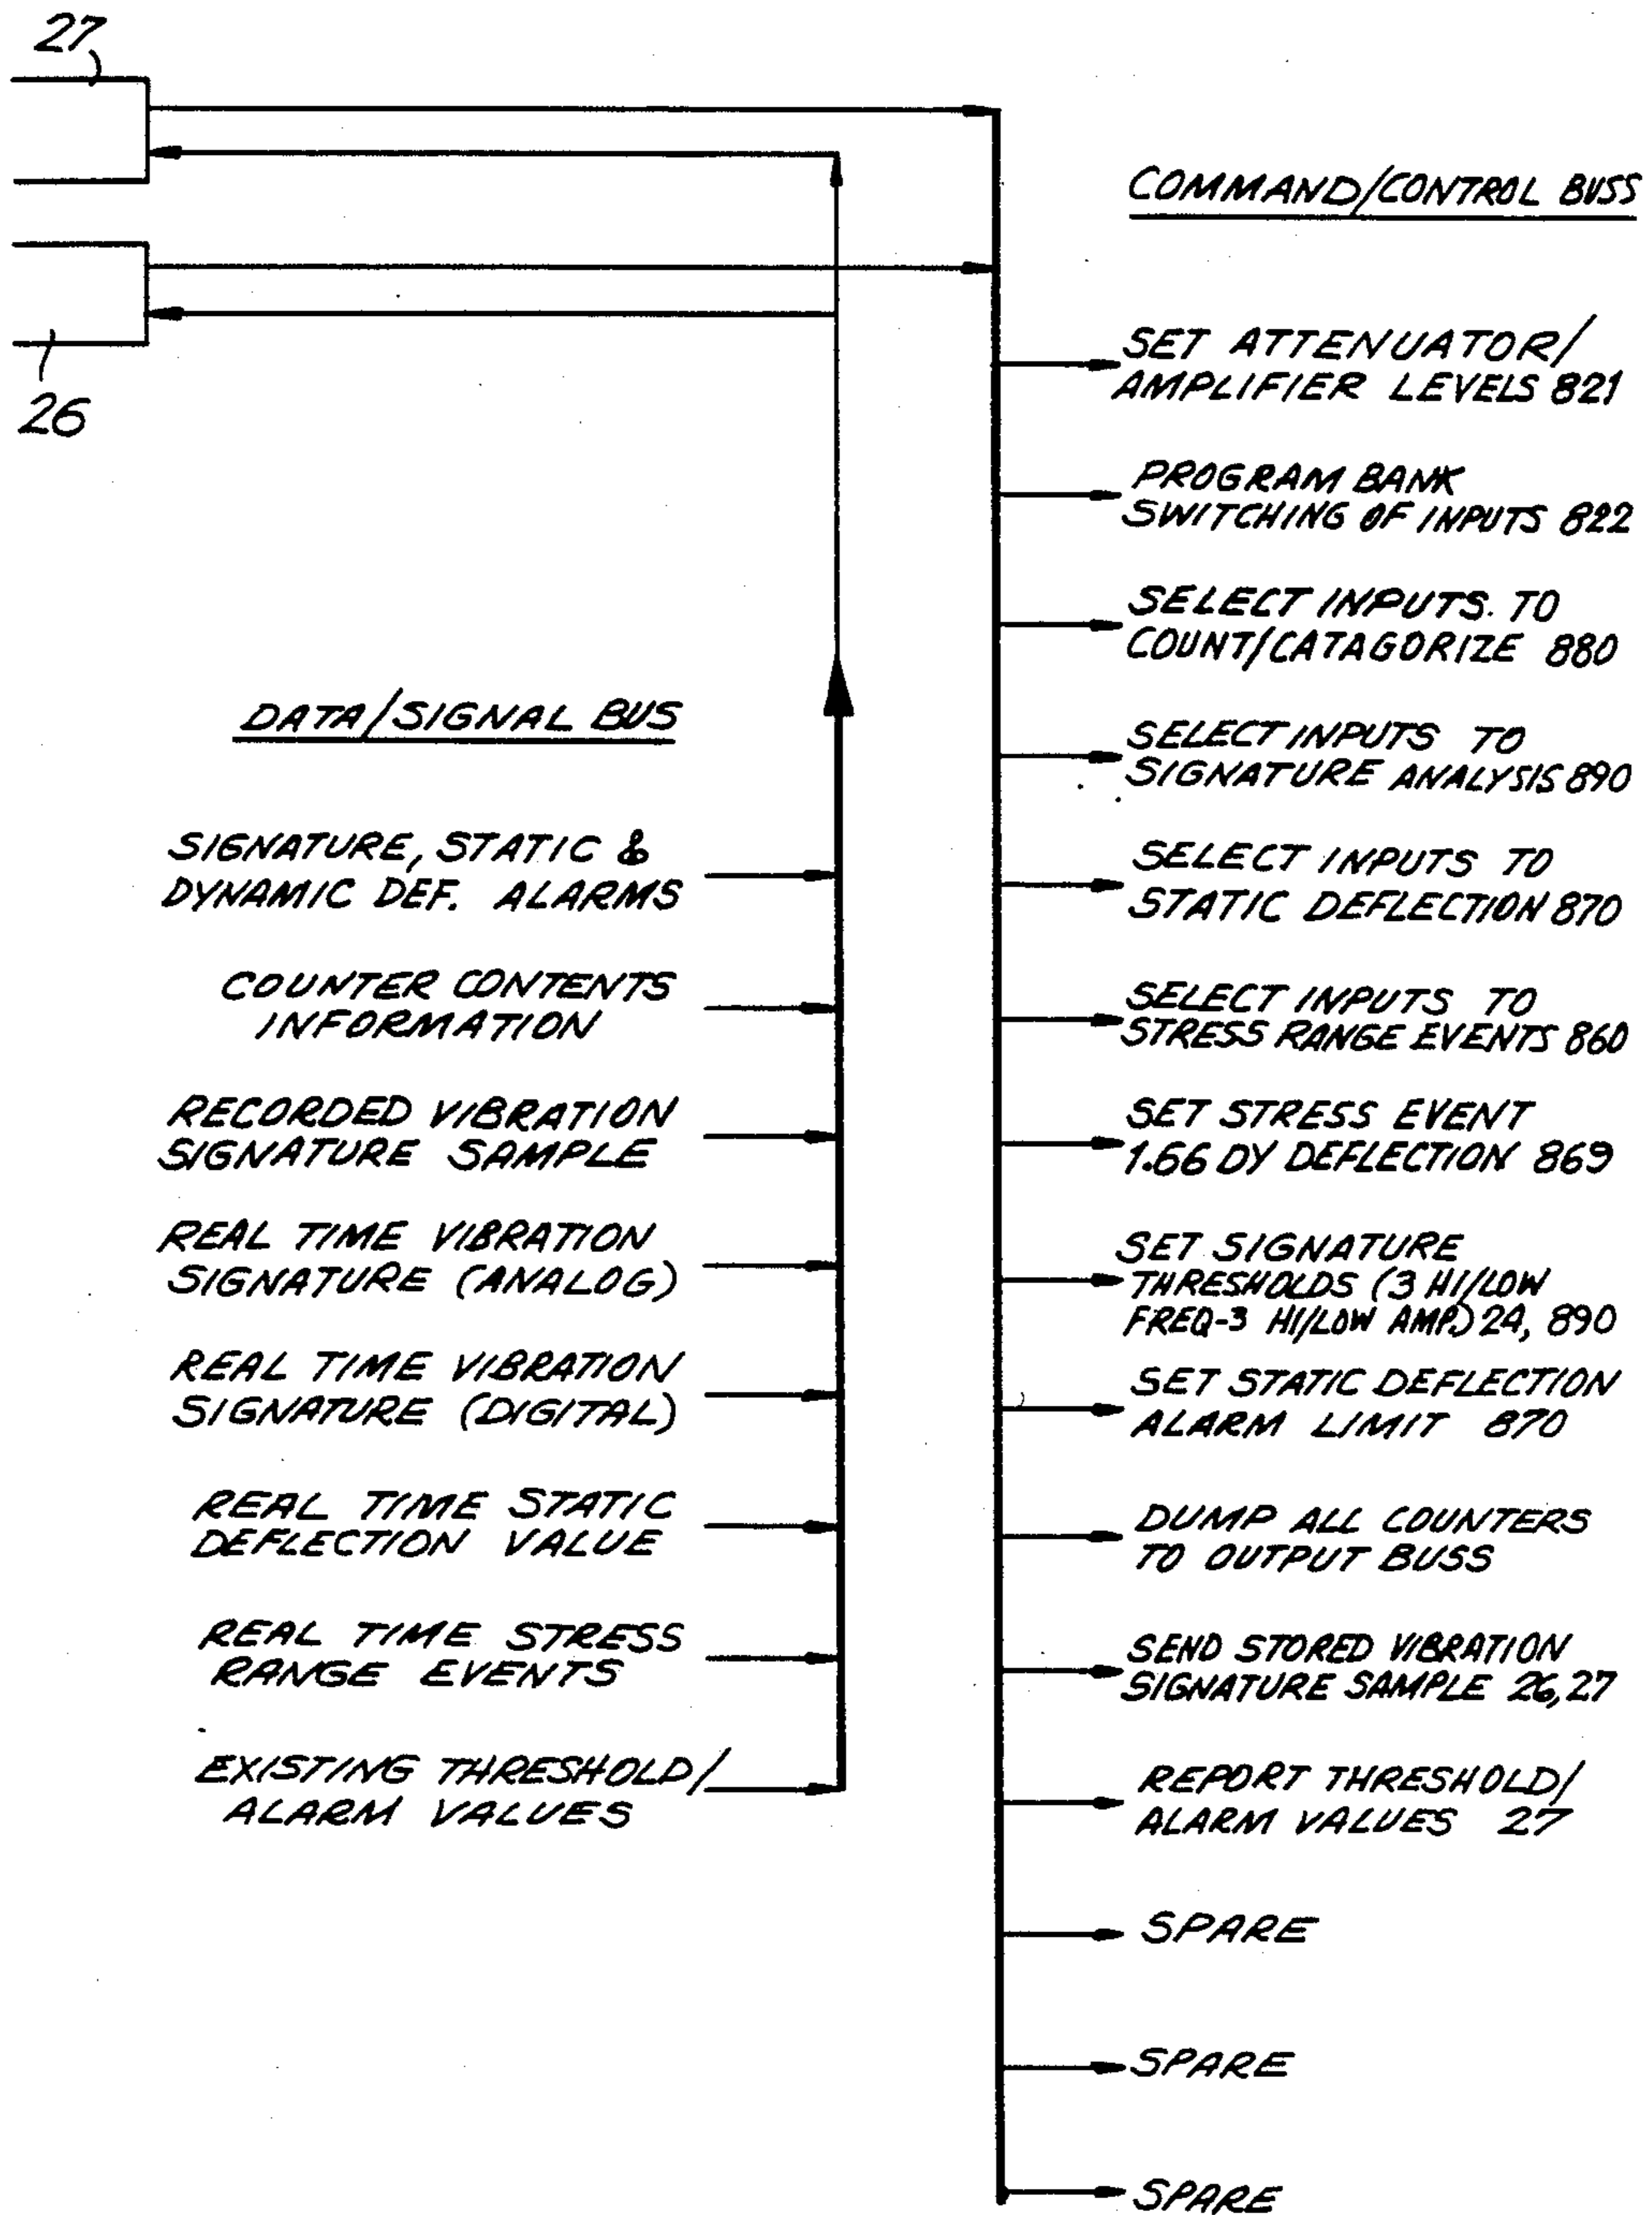 27
26
COMMAND/CONTROL BUSS
SET ATTENUATOR/
AMPLIFIER LEVELS 821
PROGRAM BANK
SWITCHING OF INPUTS 822
SELECT INPUTS TO
COUNT/CATAGORIZE 880
SELECT INPUTS TO
SIGNATURE ANALYSIS 890
SELECT INPUTS TO
STATIC DEFLECTION 870
SELECT INPUTS TO
STRESS RANGE EVENTS 860
SET STRESS EVENT
1.66 DY DEFLECTION 869
SET SIGNATURE
THRESHOLDS (3 HI/LOW
FREQ-3 HI/LOW AMP.) 24, 890
SET STATIC DEFLECTION
ALARM LIMIT 870
DUMP ALL COUNTERS
TO OUTPUT BUSS
SEND STORED VIBRATION
SIGNATURE SAMPLE 26,27
REPORT THRESHOLD/
ALARM VALUES 27
SPARE
SPARE
SPARE
DATA/SIGNAL BUS
SIGNATURE, STATIC &
DYNAMIC DEF. ALARMS
COUNTER CONTENTS
INFORMATION
RECORDED VIBRATION
SIGNATURE SAMPLE
REAL TIME VIBRATION
SIGNATURE (ANALOG)
REAL TIME VIBRATION
SIGNATURE (DIGITAL)
REAL TIME STATIC
DEFLECTION VALUE
REAL TIME STRESS
RANGE EVENTS
EXISTING THRESHOLD/
ALARM VALUES